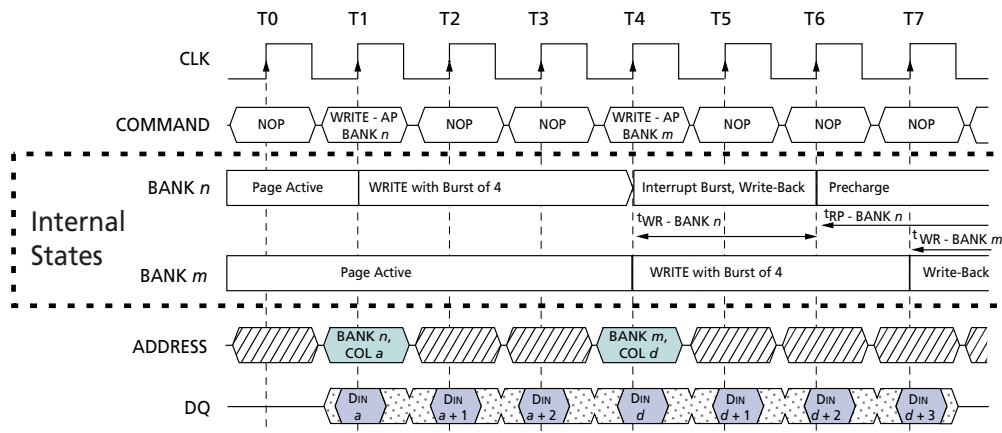 T0 T1 T2 T3 T4 T5 T6 T7
CLK
COMMAND NOP WRITE - AP BANK n NOP NOP WRITE - AP BANK m NOP NOP NOP
BANK n Page Active WRITE with Burst of 4 Interrupt Burst, Write-Back Precharge
Internal States
tWR - BANK n tRP - BANK n
tWR - BANK m
BANK m Page Active WRITE with Burst of 4 Write-Back
ADDRESS BANK n, COL a BANK m, COL d
DQ DIN a DIN a + 1 DIN a + 2 DIN d DIN d + 1 DIN d + 2 DIN d + 3